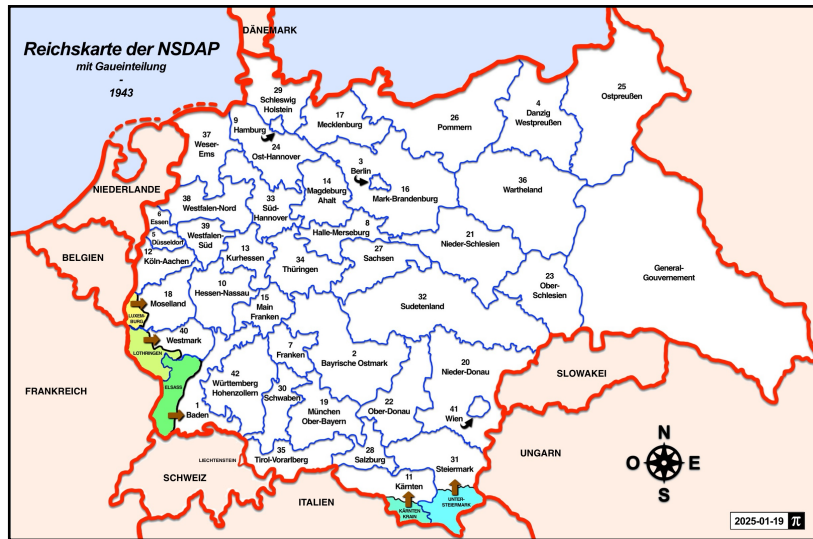 Reichskarte der NSDAP
mit Gaueinteilung
-
1943
DÄNEMARK
25
Ostpreußen
29
Schleswig
Holstein
4
Danzig
Westpreußen
17
Mecklenburg
26
Pommern
9
Hamburg
37
Weser-
Ems
24
Ost-Hannover
3
Berlin
36
Wartheland
14
Magdeburg
Ahalt
16
Mark-Brandenburg
NIEDERLANDE
38
Westfalen-Nord
33
Süd-
Hannover
6
Essen
8
Halle-Merseburg
39
Westfalen-
Süd
21
Nieder-Schlesien
5
Düsseldorf
13
Kurhessen
27
Sachsen
12
Köln-Aachen
34
Thüringen
BELGIEN
General-
Gouvernement
23
Ober-
Schlesien
10
Hessen-Nassau
18
Moselland
15
Main
Franken
32
Sudetenland
LUXEM-
BURG
40
Westmark
LOTHRINGEN
7
Franken
2
Bayrische Ostmark
20
Nieder-Donau
SLOWAKEI
42
Württemberg
Hohenzollern
ELSASS
FRANKREICH
30
Schwaben
1
Baden
19
München
Ober-Bayern
22
Ober-Donau
41
Wien
N
UNGARN
35
Tirol-Vorarlberg
28
Salzburg
31
Steiermark
LIECHTENSTEIN
O
E
SCHWEIZ
11
Kärnten
S
ITALIEN
UNTER-
STEIERMARK
KÄRNTEN
KRAIN
2025-01-19 π